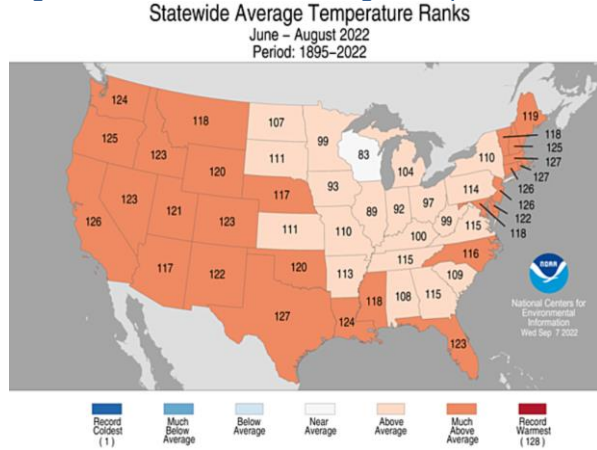 Statewide Average Temperature Ranks
June – August 2022
Period: 1895–2022
124
118
107
99
119
125
123
111
83
104
110
118
125
127
127
120
117
93
114
126
126
122
118
126
123
121
123
111
110
89
92
97
99
115
100
117
122
120
113
115
116
109
127
124
118
108
115
123
NOAA
National Centers for
Environmental
Information
Wed Sep 7 2022
Record
Coldest
(1)
Much
Below
Average
Below
Average
Near
Average
Above
Average
Much
Above
Average
Record
Warmest
(128)